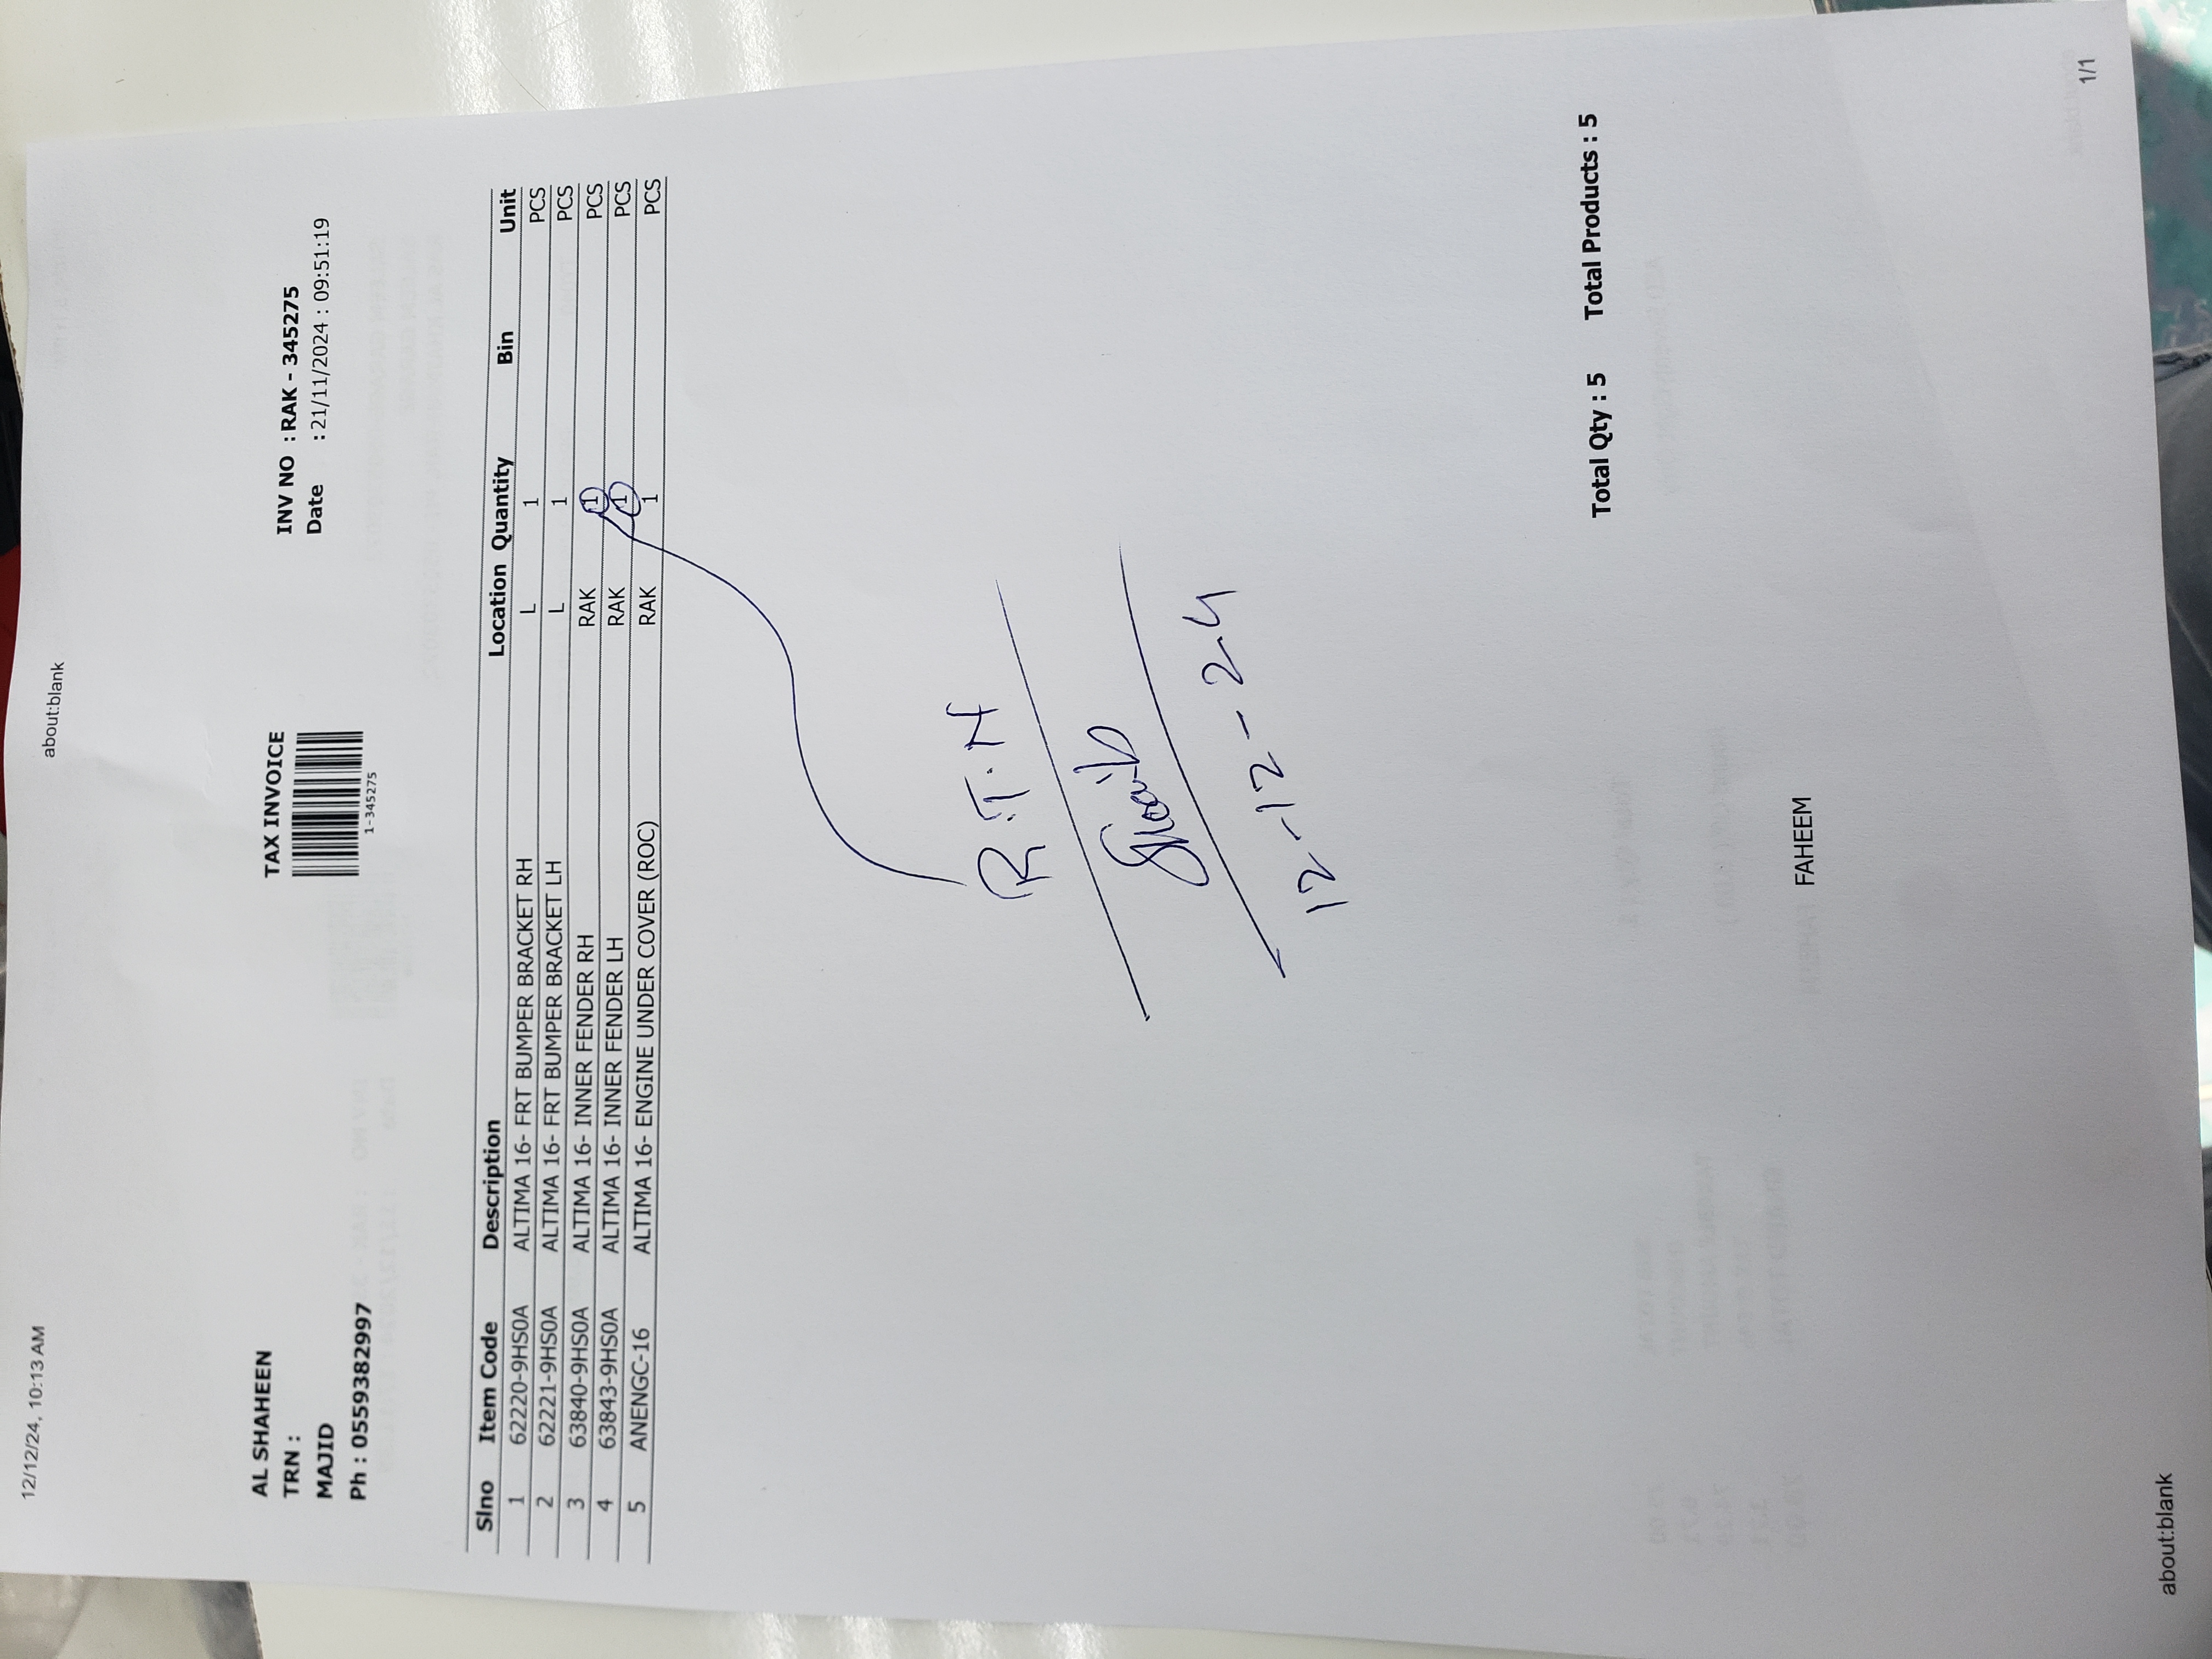 12/12/24, 10:13 AM about:blank
TAX INVOICE
AL SHAHEEN INV NO : RAK - 345275
TRN : Date : 21/11/2024 : 09:51:19
MAJID
1-345275
Ph : 0559382997
Slno Item Code Description Location Quantity Bin Unit
1 62220-9HS0A ALTIMA 16- FRT BUMPER BRACKET RH L 1 PCS
2 62221-9HS0A ALTIMA 16- FRT BUMPER BRACKET LH L 1 PCS
3 63840-9HS0A ALTIMA 16- INNER FENDER RH RAK 1 PCS
4 63843-9HS0A ALTIMA 16- INNER FENDER LH RAK 1 PCS
5 ANENGC-16 ALTIMA 16- ENGINE UNDER COVER (ROC) RAK 1 PCS
R.T.N
Shoaib
12-12-24
Total Qty : 5 Total Products : 5
FAHEEM
about:blank 1/1